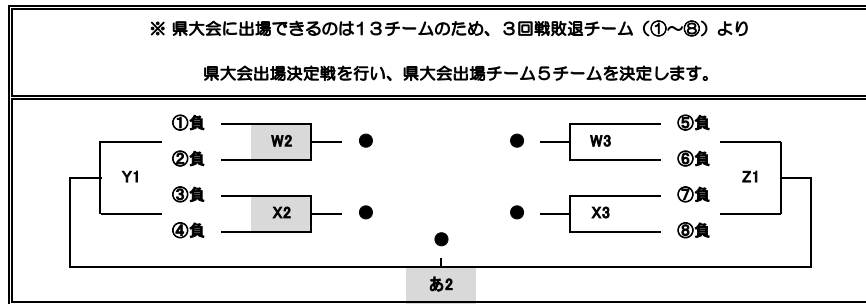 ※ 県大会に出場できるのは１３チームのため、３回戦敗退チーム（①～⑧）より
県大会出場決定戦を行い、県大会出場チーム５チームを決定します。
①負 ⑤負
W2 W3
②負 ⑥負
Y1 Z1
③負 ⑦負
X2 X3
④負 ⑧負
あ2